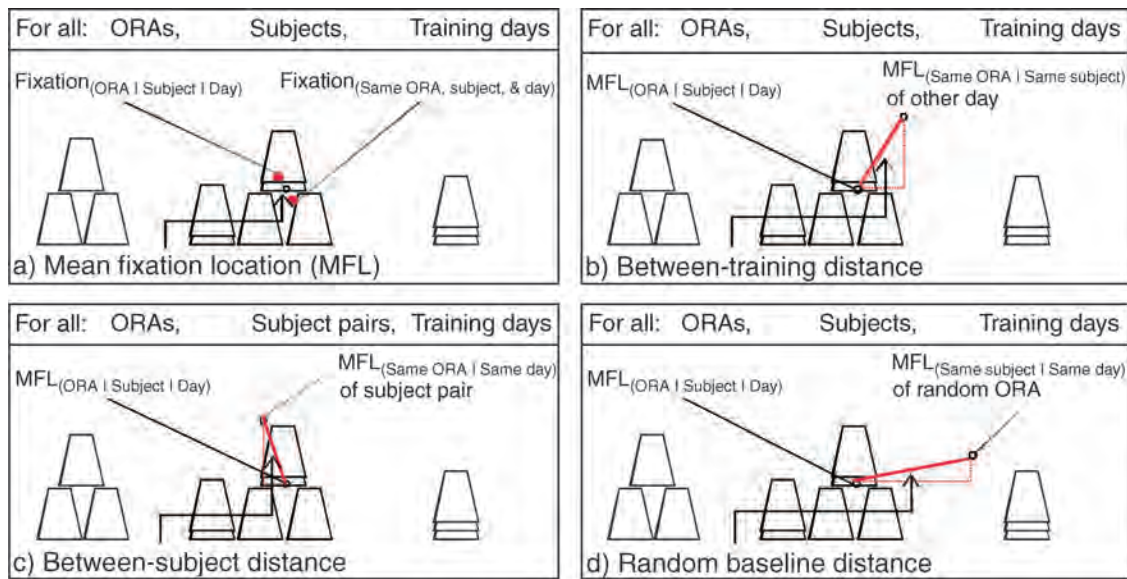 For all: ORAs, Subjects, Training days
Fixation(ORA | Subject | Day)
Fixation(Same ORA, subject, & day)
a) Mean fixation location (MFL)
For all: ORAs, Subjects, Training days
MFL(ORA | Subject | Day)
MFL(Same ORA | Same subject)
of other day
b) Between-training distance
For all: ORAs, Subject pairs, Training days
MFL(ORA | Subject | Day)
MFL(Same ORA | Same day)
of subject pair
c) Between-subject distance
For all: ORAs, Subjects, Training days
MFL(ORA | Subject | Day)
MFL(Same subject | Same day)
of random ORA
d) Random baseline distance